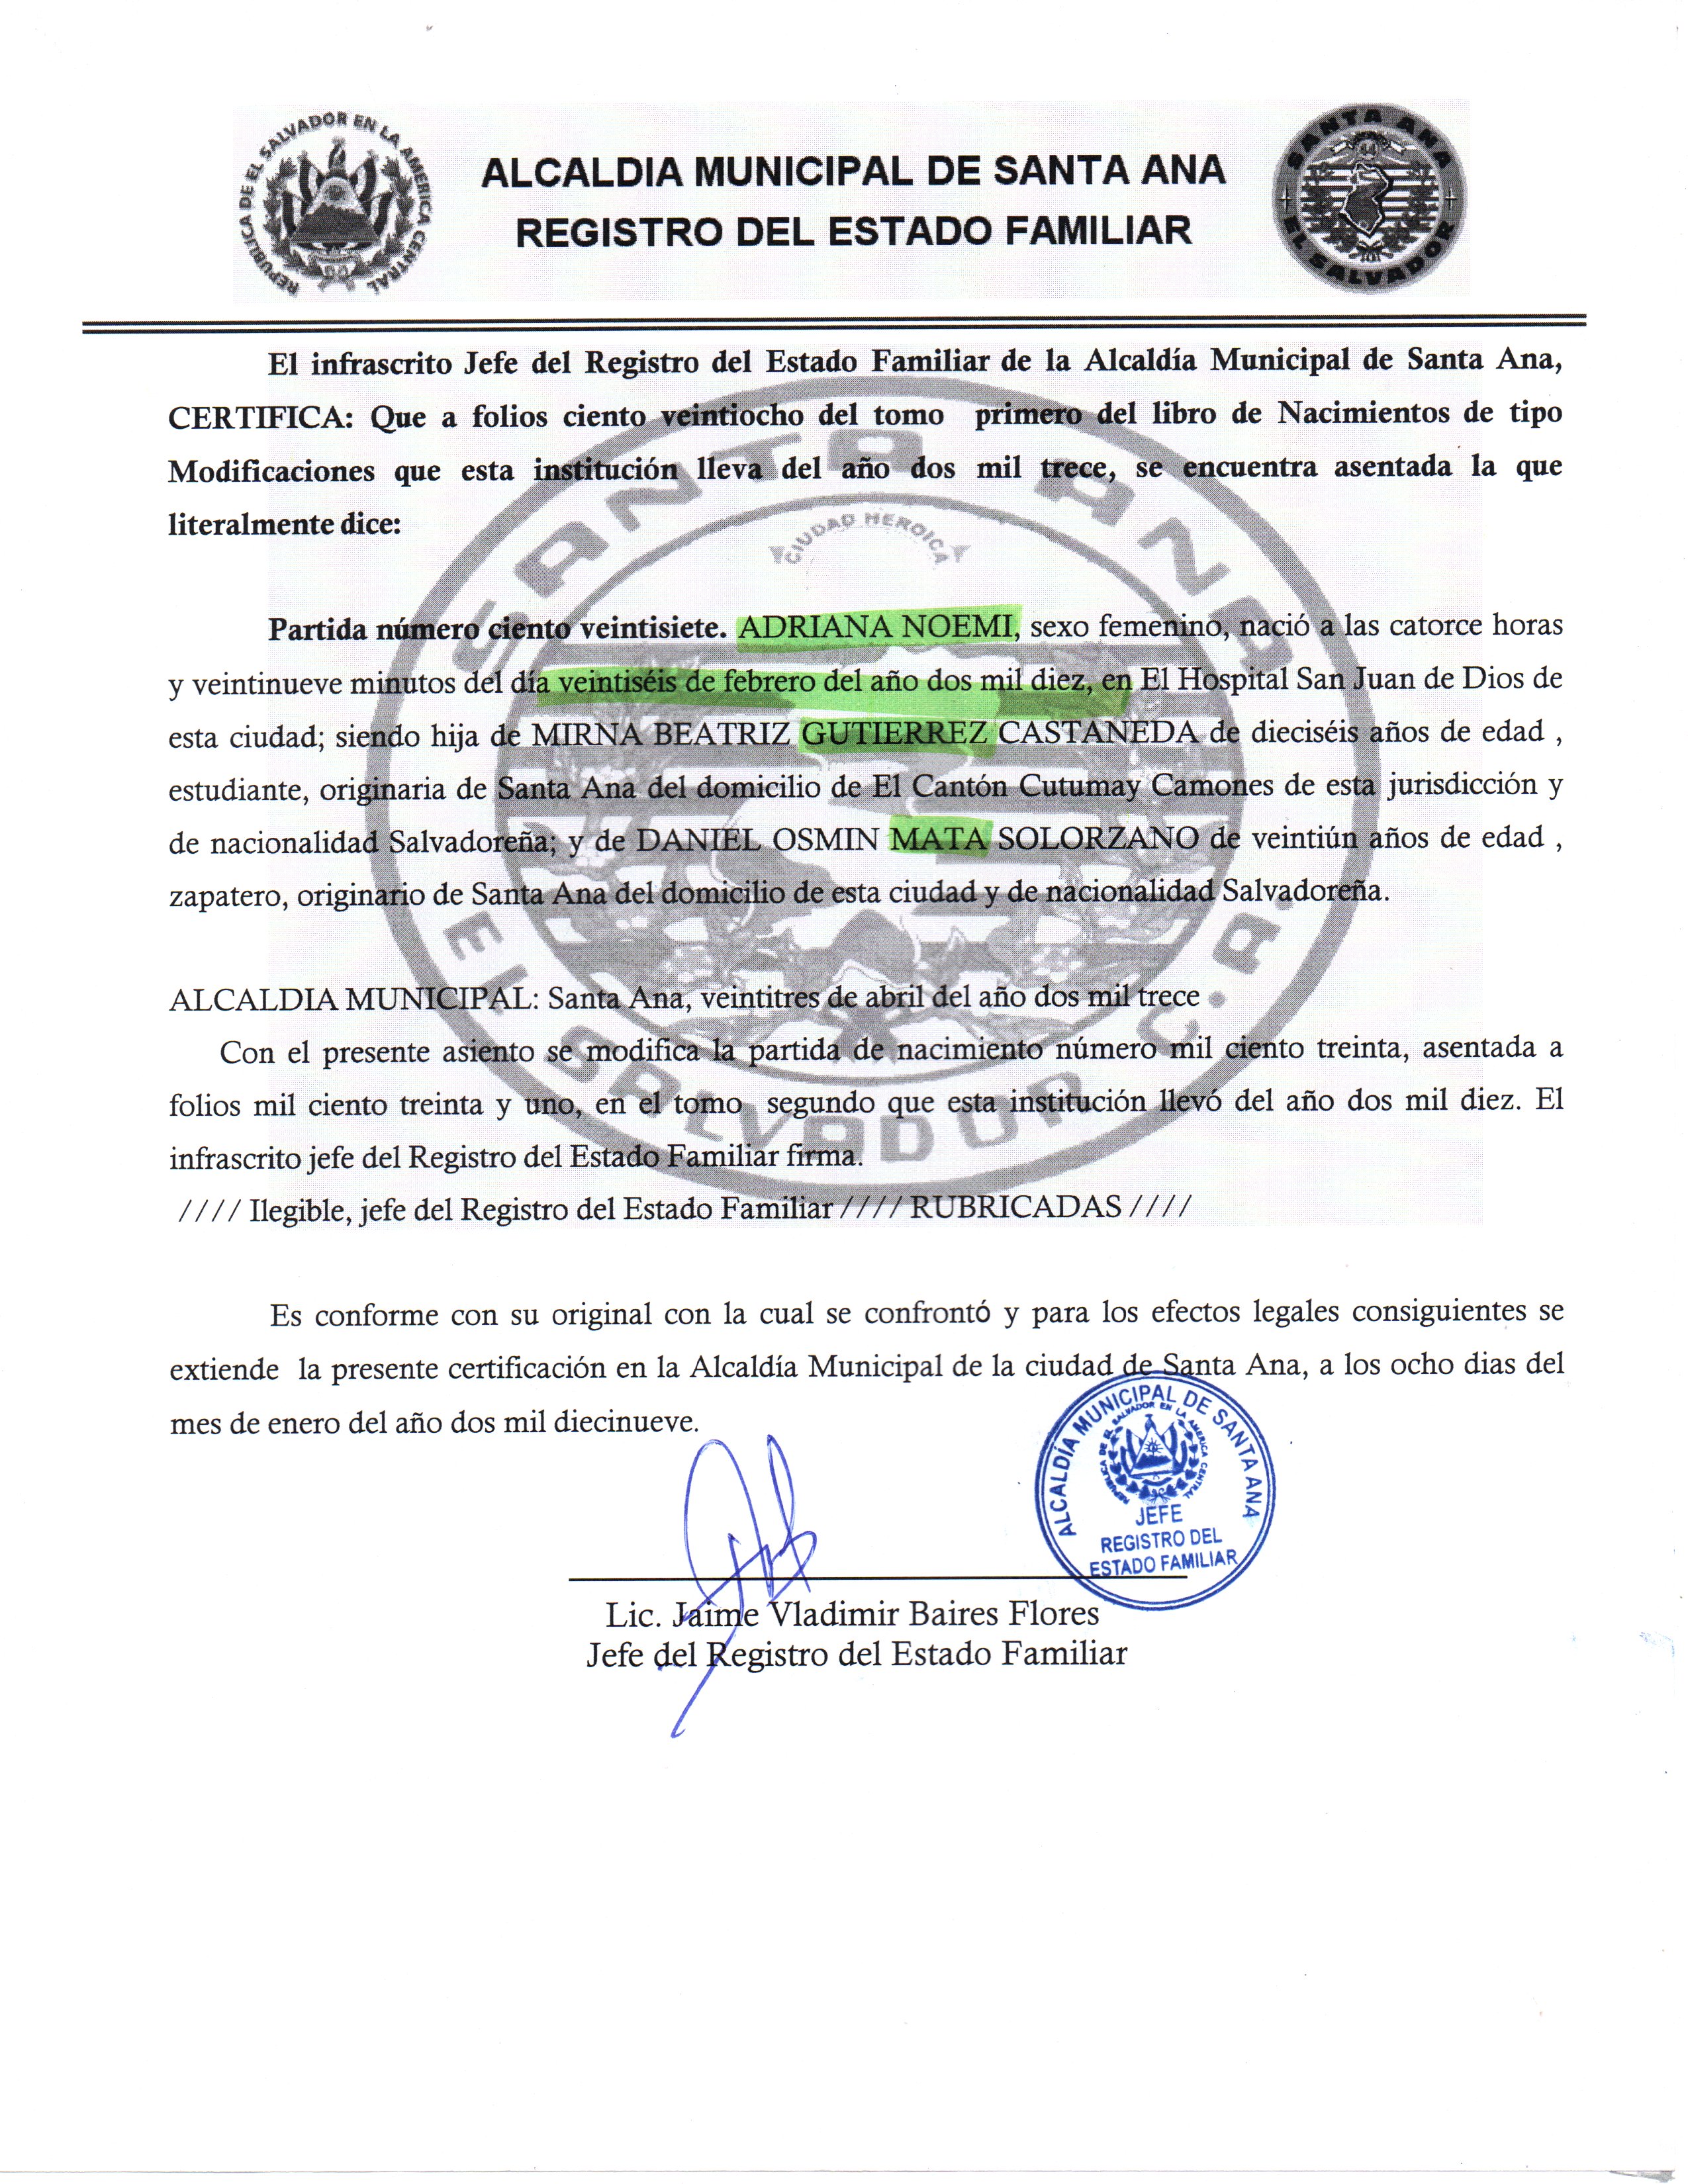 REPUBLICA DE EL SALVADOR EN LA AMERICA CENTRAL
ALCALDIA MUNICIPAL DE SANTA ANA
REGISTRO DEL ESTADO FAMILIAR
SANTA ANA
44
EL SALVADOR
El infrascrito Jefe del Registro del Estado Familiar de la Alcaldía Municipal de Santa Ana,
CERTIFICA: Que a folios ciento veintiocho del tomo primero del libro de Nacimientos de tipo
Modificaciones que esta institución lleva del año dos mil trece, se encuentra asentada la que
literalmente dice:
SANTA ANA
CIUDAD HEROICA
EL SALVADOR C.A.
Partida número ciento veintisiete. ADRIANA NOEMI, sexo femenino, nació a las catorce horas
y veintinueve minutos del día veintiséis de febrero del año dos mil diez, en El Hospital San Juan de Dios de
esta ciudad; siendo hija de MIRNA BEATRIZ GUTIERREZ CASTANEDA de dieciséis años de edad ,
estudiante, originaria de Santa Ana del domicilio de El Cantón Cutumay Camones de esta jurisdicción y
de nacionalidad Salvadoreña; y de DANIEL OSMIN MATA SOLORZANO de veintiún años de edad ,
zapatero, originario de Santa Ana del domicilio de esta ciudad y de nacionalidad Salvadoreña.
ALCALDIA MUNICIPAL: Santa Ana, veintitres de abril del año dos mil trece
Con el presente asiento se modifica la partida de nacimiento número mil ciento treinta, asentada a
folios mil ciento treinta y uno, en el tomo segundo que esta institución llevó del año dos mil diez. El
infrascrito jefe del Registro del Estado Familiar firma.
//// Ilegible, jefe del Registro del Estado Familiar //// RUBRICADAS ////
Es conforme con su original con la cual se confrontó y para los efectos legales consiguientes se
extiende la presente certificación en la Alcaldía Municipal de la ciudad de Santa Ana, a los ocho dias del
mes de enero del año dos mil diecinueve.
ALCALDÍA MUNICIPAL DE SANTA ANA
REPUBLICA DE EL SALVADOR EN LA AMERICA CENTRAL
JEFE
REGISTRO DEL
ESTADO FAMILIAR
Lic. Jaime Vladimir Baires Flores
Jefe del Registro del Estado Familiar